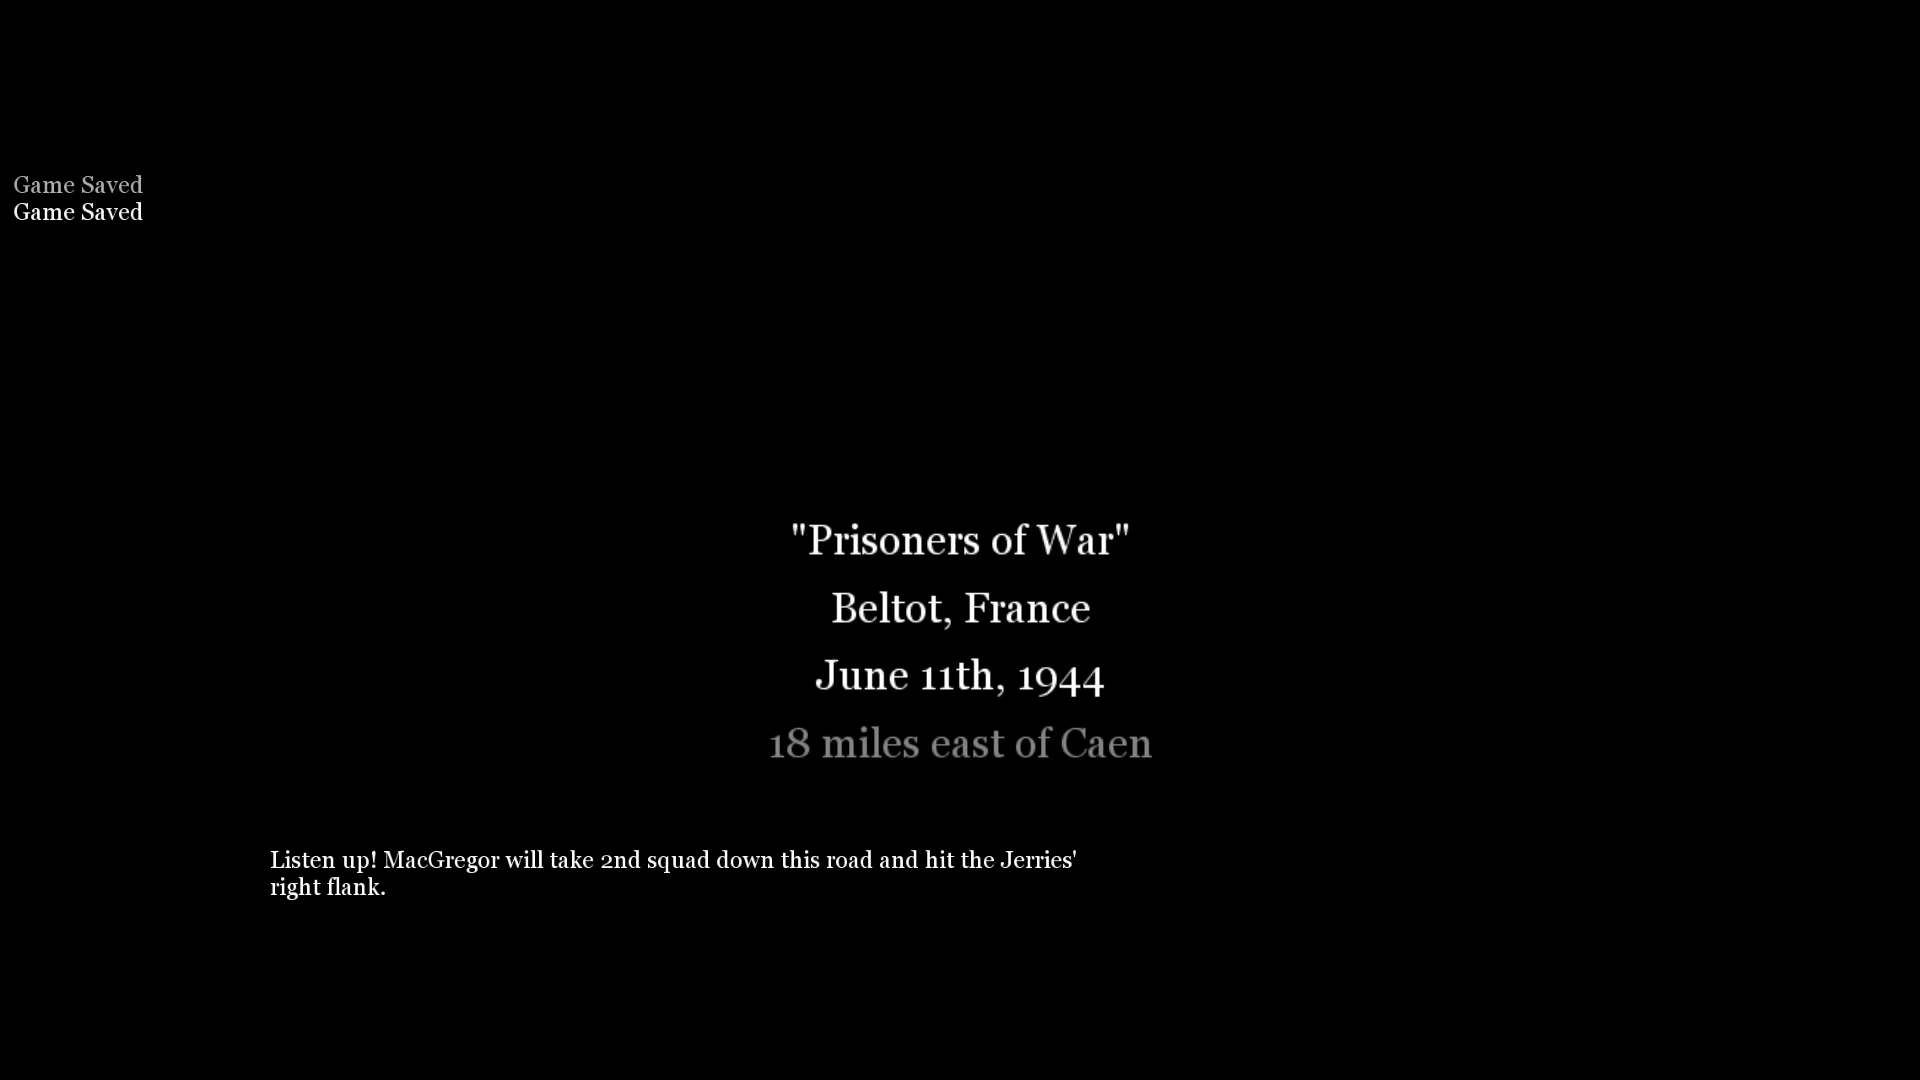 Game Saved
Game Saved
"Prisoners of War"
Beltot, France
June 11th, 1944
18 miles east of Caen
Listen up! MacGregor will take 2nd squad down this road and hit the Jerries'
right flank.